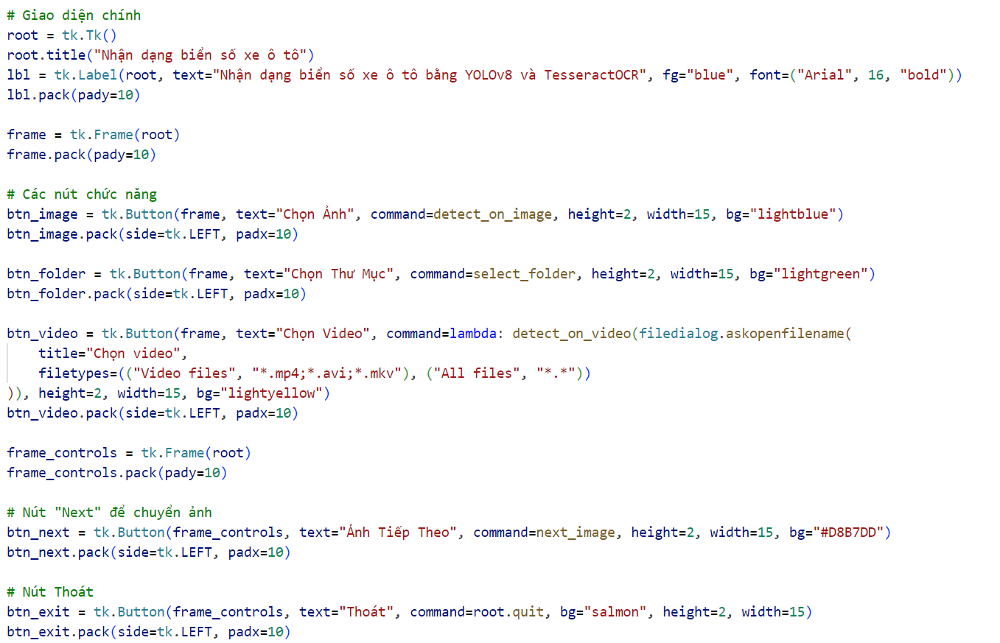 # Giao diện chính
root = tk.Tk()
root.title("Nhận dạng biển số xe ô tô")
lbl = tk.Label(root, text="Nhận dạng biển số xe ô tô bằng YOLOv8 và TesseractOCR", fg="blue", font=("Arial", 16, "bold"))
lbl.pack(pady=10)

frame = tk.Frame(root)
frame.pack(pady=10)

# Các nút chức năng
btn_image = tk.Button(frame, text="Chọn Ảnh", command=detect_on_image, height=2, width=15, bg="lightblue")
btn_image.pack(side=tk.LEFT, padx=10)

btn_folder = tk.Button(frame, text="Chọn Thư Mục", command=select_folder, height=2, width=15, bg="lightgreen")
btn_folder.pack(side=tk.LEFT, padx=10)

btn_video = tk.Button(frame, text="Chọn Video", command=lambda: detect_on_video(filedialog.askopenfilename(
    title="Chọn video",
    filetypes=(("Video files", "*.mp4;*.avi;*.mkv"), ("All files", "*.*"))
)), height=2, width=15, bg="lightyellow")
btn_video.pack(side=tk.LEFT, padx=10)

frame_controls = tk.Frame(root)
frame_controls.pack(pady=10)

# Nút "Next" để chuyển ảnh
btn_next = tk.Button(frame_controls, text="Ảnh Tiếp Theo", command=next_image, height=2, width=15, bg="#D8B7DD")
btn_next.pack(side=tk.LEFT, padx=10)

# Nút Thoát
btn_exit = tk.Button(frame_controls, text="Thoát", command=root.quit, bg="salmon", height=2, width=15)
btn_exit.pack(side=tk.LEFT, padx=10)